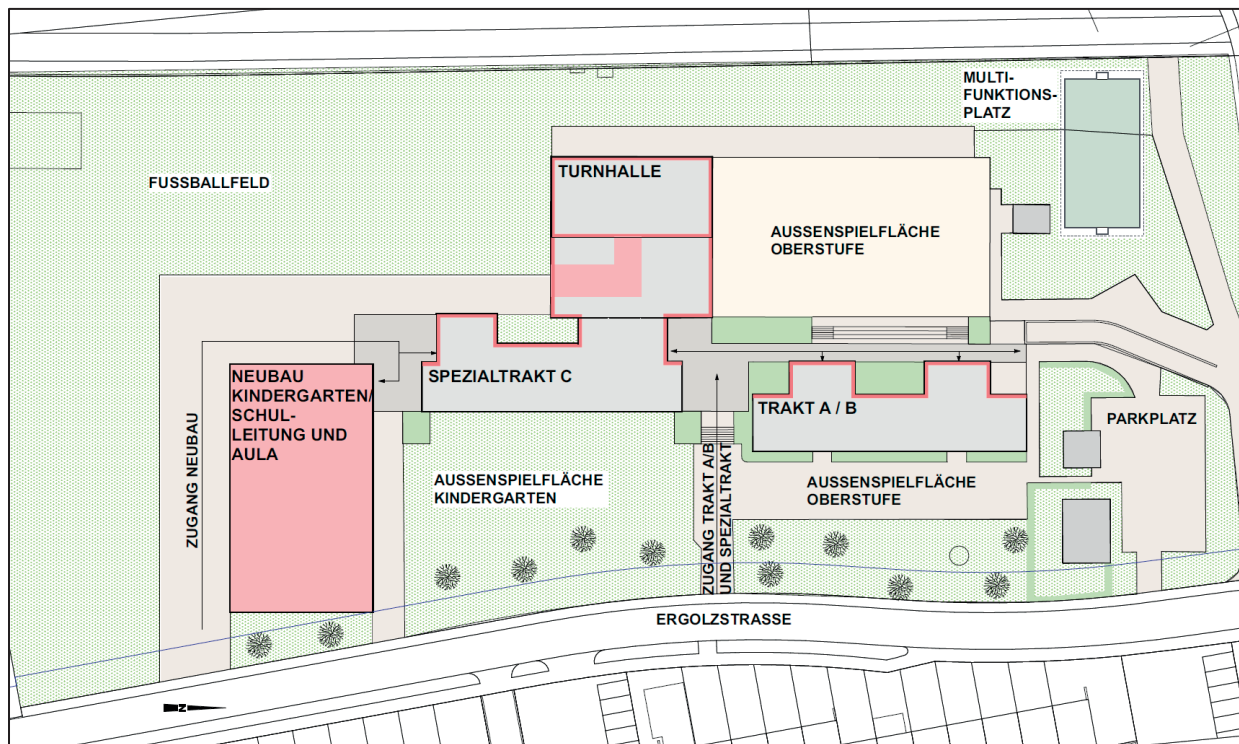 MULTI-
FUNKTIONS-
PLATZ
FUSSBALLFELD
TURNHALLE
AUSSENSPIELFLÄCHE
OBERSTUFE
NEUBAU
KINDERGARTEN/
SCHUL-
LEITUNG UND
AULA
SPEZIALTRAKT C
TRAKT A / B
PARKPLATZ
ZUGANG NEUBAU
AUSSENSPIELFLÄCHE
KINDERGARTEN
ZUGANG TRAKT A/B
UND SPEZIALTRAKT
AUSSENSPIELFLÄCHE
OBERSTUFE
ERGOLZSTRASSE
N